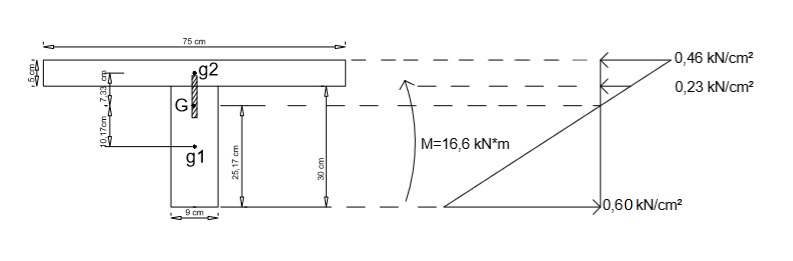 75 cm
5 cm
g2
7,33 cm
G
10,17cm
g1
25,17 cm
30 cm
9 cm
M=16,6 kN*m
0,46 kN/cm²
0,23 kN/cm²
0,60 kN/cm²